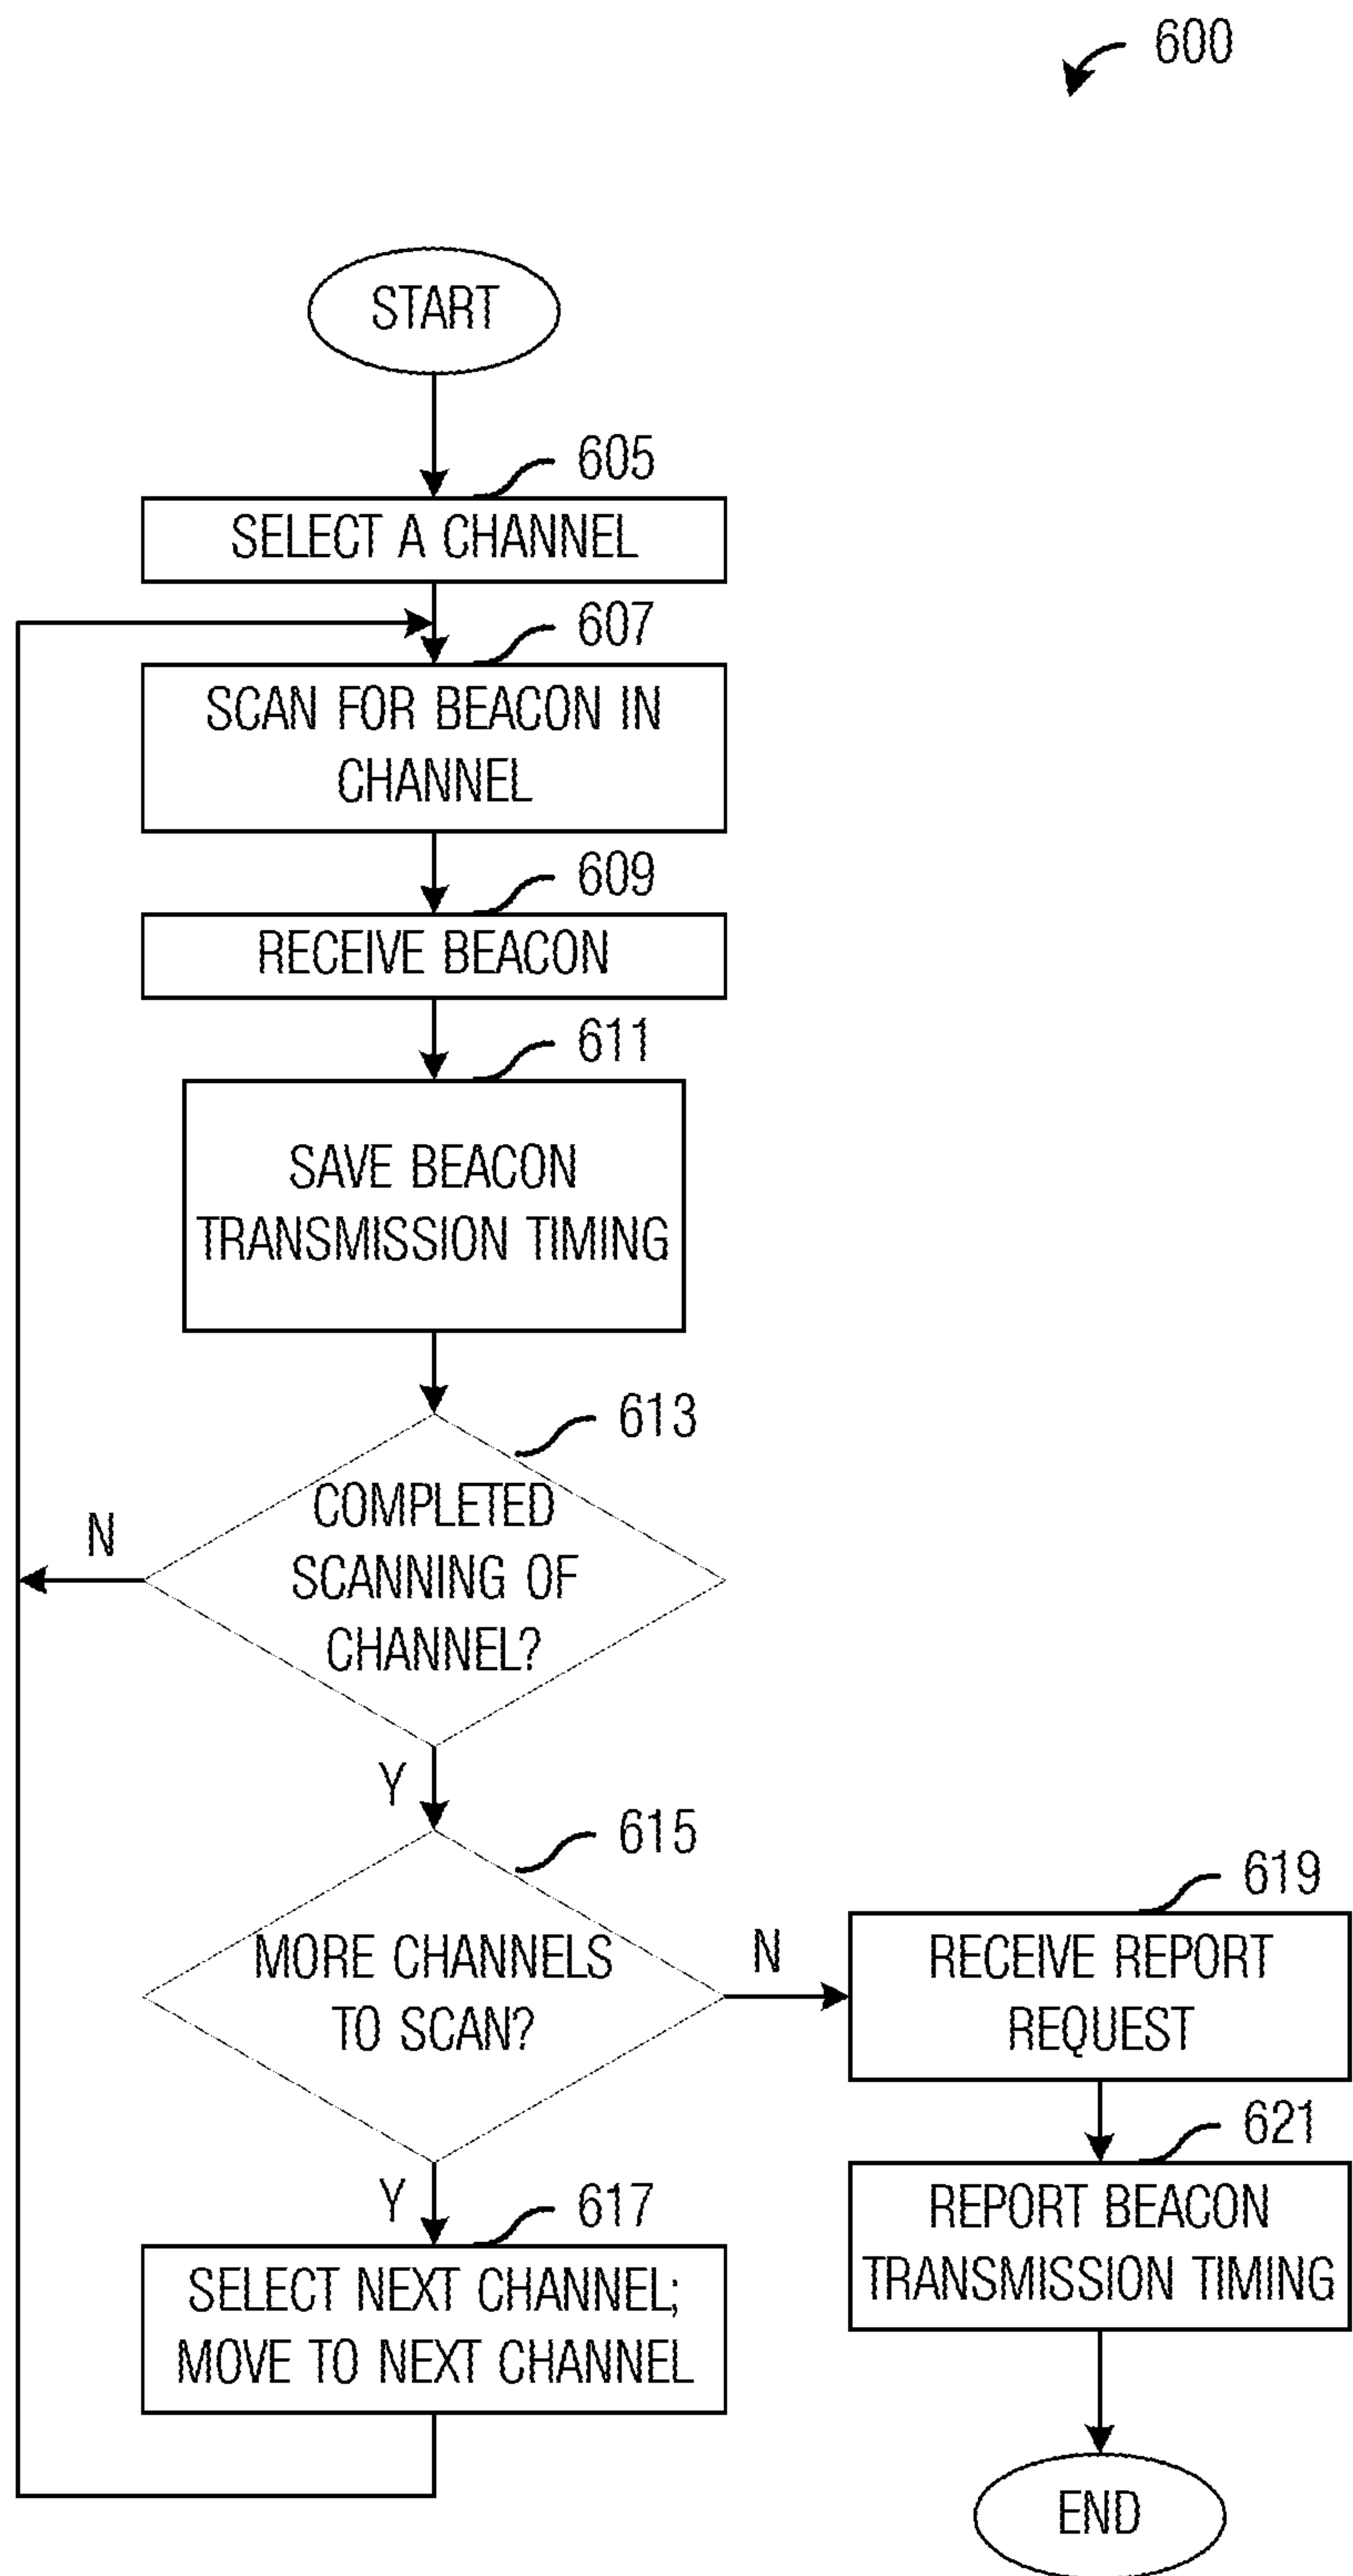 600
START
605
SELECT A CHANNEL
607
SCAN FOR BEACON IN
CHANNEL
609
RECEIVE BEACON
611
SAVE BEACON
TRANSMISSION TIMING
613
COMPLETED
SCANNING OF
CHANNEL?
N
Y
615
MORE CHANNELS
TO SCAN?
N
Y
617
SELECT NEXT CHANNEL;
MOVE TO NEXT CHANNEL
619
RECEIVE REPORT
REQUEST
621
REPORT BEACON
TRANSMISSION TIMING
END